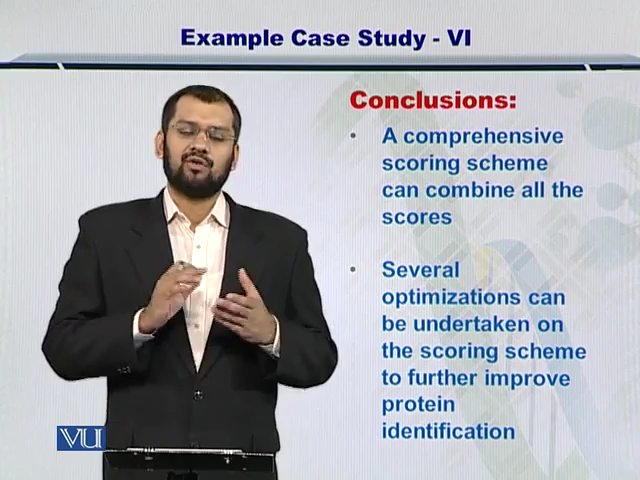 Example Case Study - VI
Conclusions:
• A comprehensive
scoring scheme
can combine all the
scores
• Several
optimizations can
be undertaken on
the scoring scheme
to further improve
protein
identification
VU